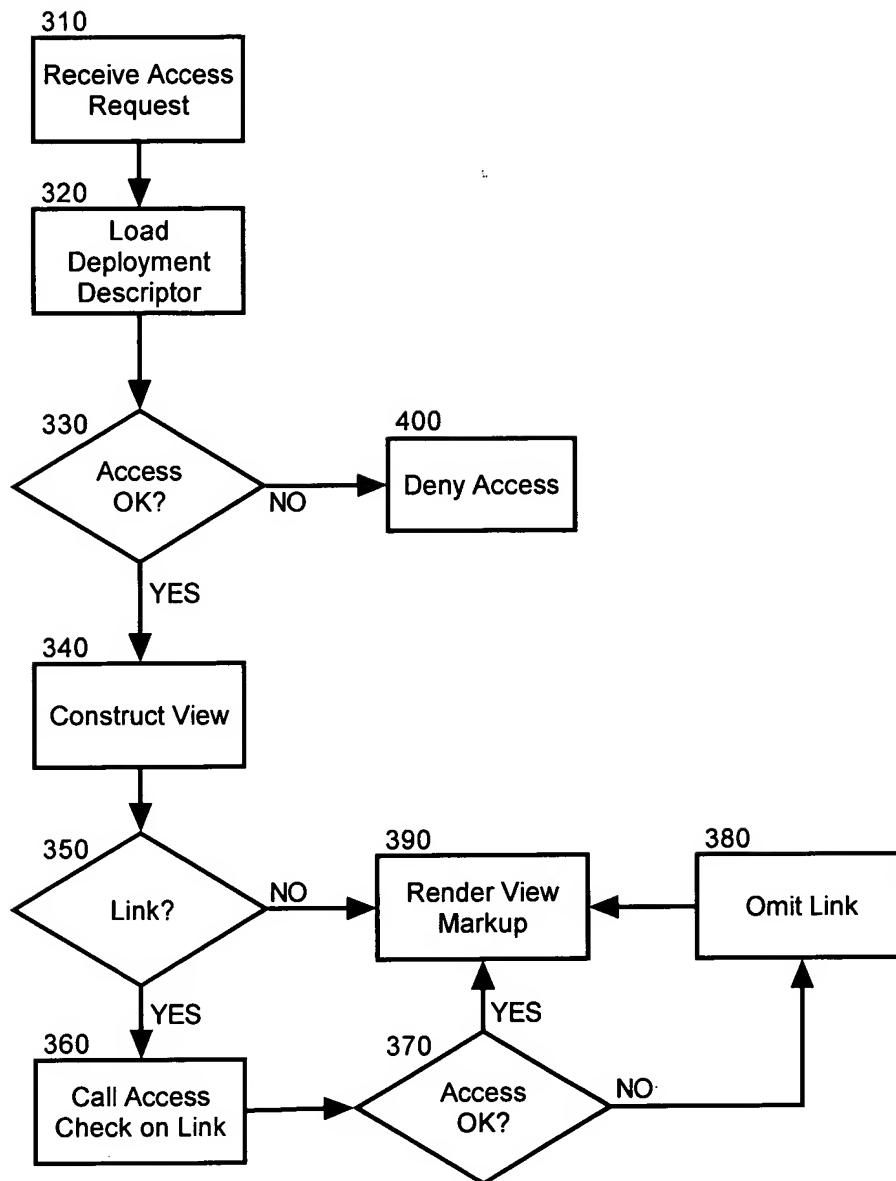 310
Receive Access
Request
320
Load
Deployment
Descriptor
330
Access
OK?
NO
400
Deny Access
YES
340
Construct View
350
Link?
NO
390
Render View
Markup
380
Omit Link
YES
360
Call Access
Check on Link
370
YES
Access
OK?
NO